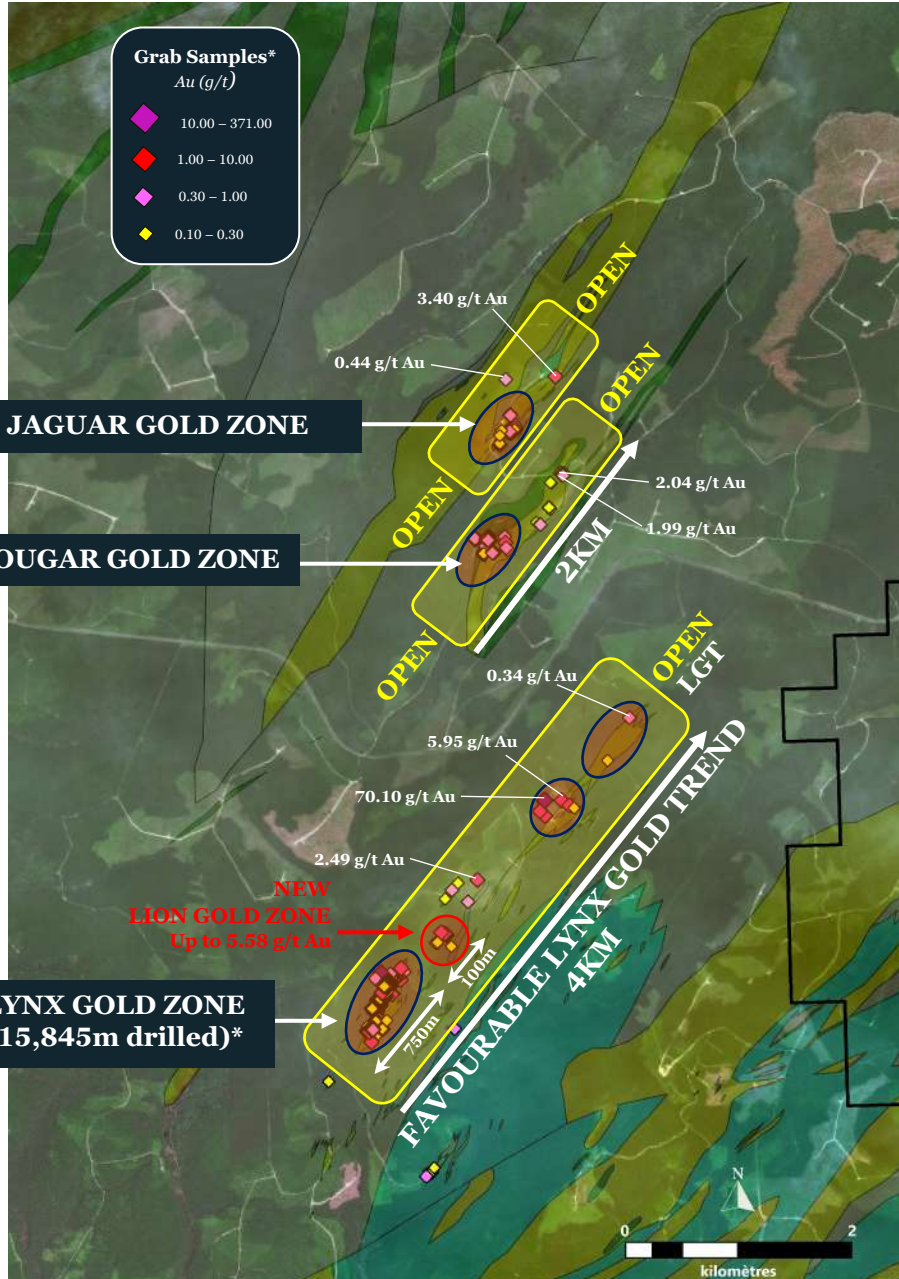 Grab Samples*
Au (g/t)
10.00 – 371.00
1.00 – 10.00
0.30 – 1.00
0.10 – 0.30
OPEN
3.40 g/t Au
0.44 g/t Au
OPEN
JAGUAR GOLD ZONE
2.04 g/t Au
OPEN
1.99 g/t Au
OUGAR GOLD ZONE
2KM
OPEN
OPEN
LGT
0.34 g/t Au
5.95 g/t Au
70.10 g/t Au
2.49 g/t Au
NEW
LION GOLD ZONE
Up to 5.58 g/t Au
100m
FAVOURABLE LYNX GOLD TREND
4KM
LYNX GOLD ZONE
15,845m drilled)*
750m
N
0 2
kilomètres